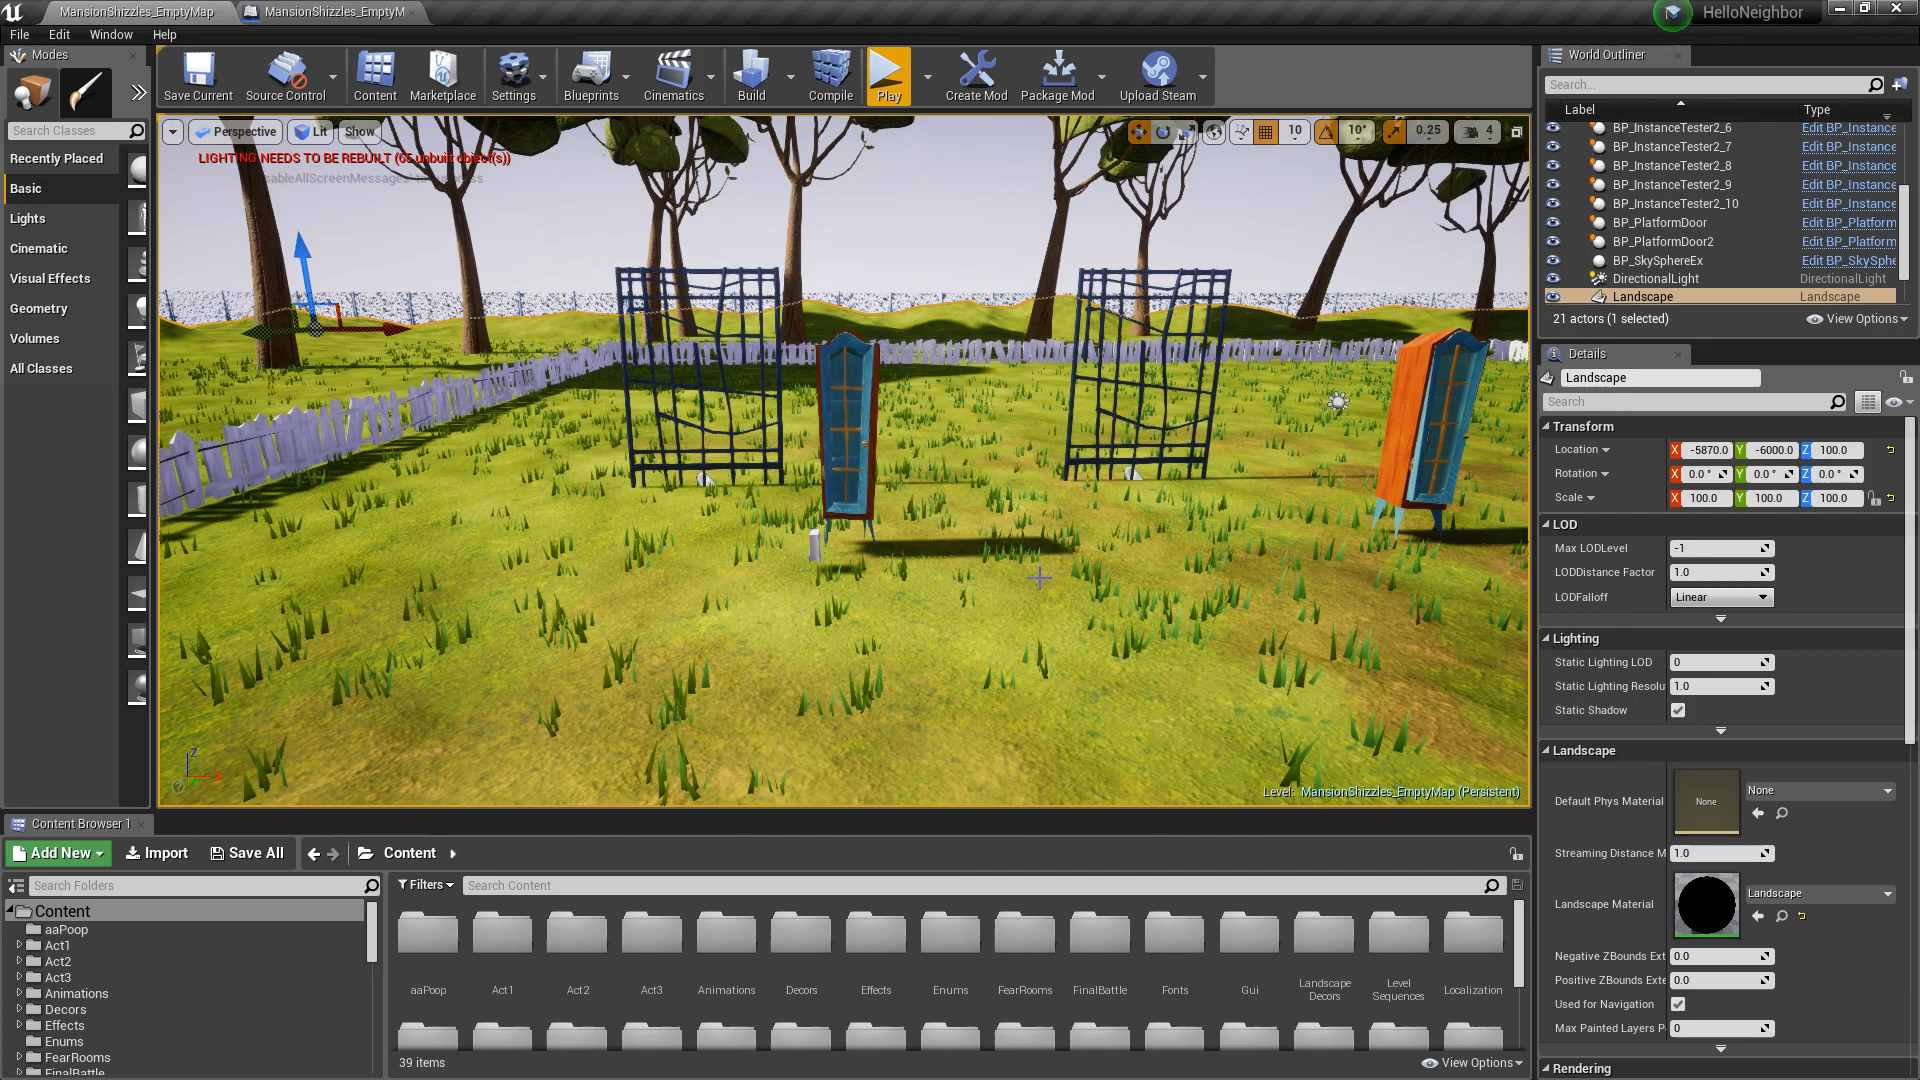 MansionShizzles_EmptyMap
MansionShizzles_EmptyM
HelloNeighbor
File
Edit
Window
Help
Modes
Save Current
Source Control
Content
Marketplace
Settings
Blueprints
Cinematics
Build
Compile
Play
Create Mod
Package Mod
Upload Steam
Search Classes
Recently Placed
Basic
Lights
Cinematic
Visual Effects
Geometry
Volumes
All Classes
Perspective
Lit
Show
10
10°
0.25
4
LIGHTING NEEDS TO BE REBUILT (65 unbuilt object(s))
Level: MansionShizzles_EmptyMap (Persistent)
World Outliner
Search...
Label
Type
BP_InstanceTester2_6
Edit BP_Instance
BP_InstanceTester2_7
Edit BP_Instance
BP_InstanceTester2_8
Edit BP_Instance
BP_InstanceTester2_9
Edit BP_Instance
BP_InstanceTester2_10
Edit BP_Instance
BP_PlatformDoor
Edit BP_Platform
BP_PlatformDoor2
Edit BP_Platform
BP_SkySphereEx
Edit BP_SkySphe
DirectionalLight
DirectionalLight
Landscape
Landscape
21 actors (1 selected)
View Options
Details
Landscape
Search
Transform
Location X -5870.0 Y -6000.0 Z 100.0
Rotation X 0.0 ° Y 0.0 ° Z 0.0 °
Scale X 100.0 Y 100.0 Z 100.0
LOD
Max LODLevel -1
LODDistance Factor 1.0
LODFalloff Linear
Lighting
Static Lighting LOD 0
Static Lighting Resolu 1.0
Static Shadow
Landscape
Default Phys Material None None
Streaming Distance M 1.0
Landscape Material Landscape
Negative ZBounds Ext 0.0
Positive ZBounds Exte 0.0
Used for Navigation
Max Painted Layers P 0
Rendering
Content Browser 1
Add New
Import
Save All
Content
Search Folders
Filters
Search Content
Content
aaPoop
Act1
Act2
Act3
Animations
Decors
Effects
Enums
FearRooms
FinalBattle
aaPoop
Act1
Act2
Act3
Animations
Decors
Effects
Enums
FearRooms
FinalBattle
Fonts
Gui
Landscape
Decors
Level
Sequences
Localization
39 items
View Options